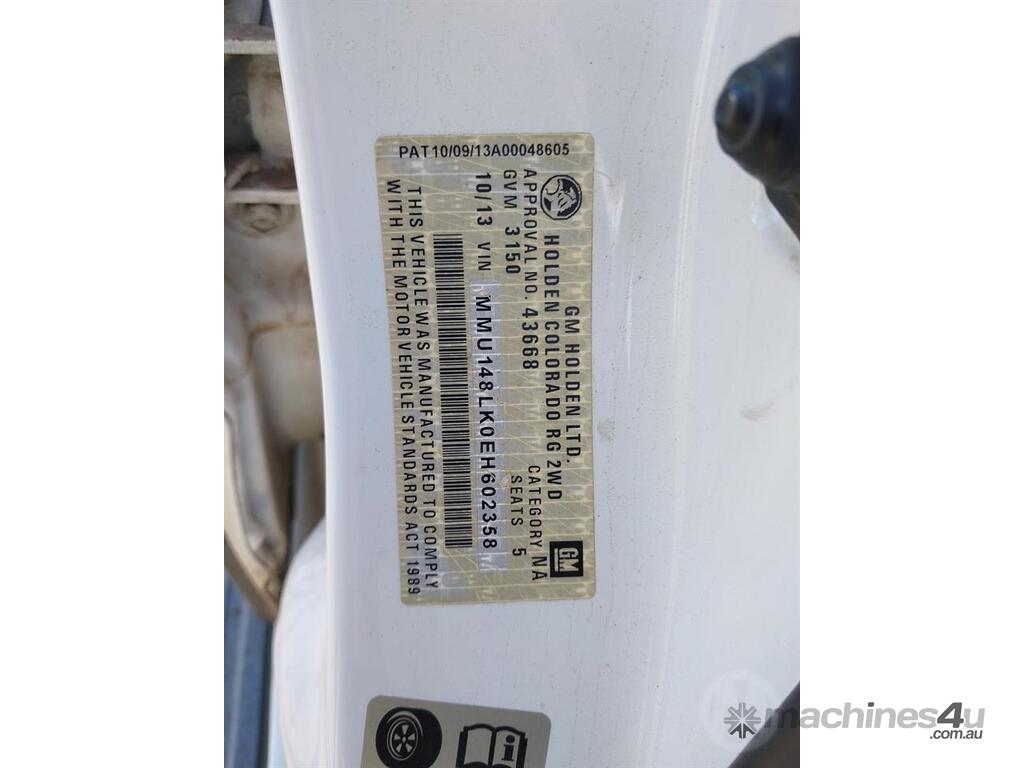 PAT10/09/13A00048605
GM HOLDEN LTD.
HOLDEN COLORADO RG 2WD
APPROVAL NO. 43668 CATEGORY NA
GVM 3150 SEATS 5
10/13 VIN MMU148LK0EH602358
THIS VEHICLE WAS MANUFACTURED TO COMPLY
WITH THE MOTOR VEHICLE STANDARDS ACT 1989
GM
i
machines4u
.com.au